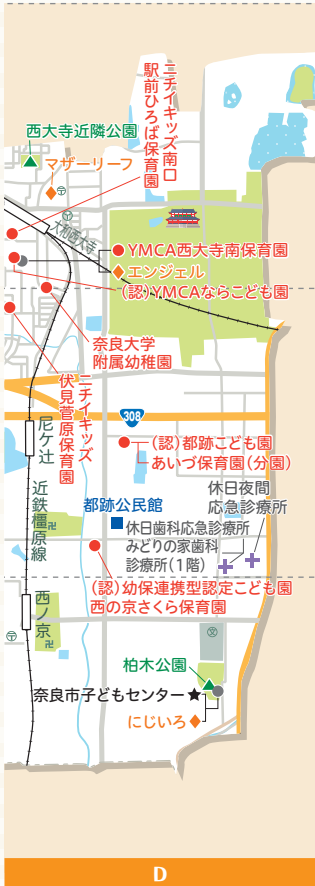 ニチイキッズ南口
駅前ひろば保育園
西大寺近隣公園
マザーリーフ
大和西大寺
YMCA西大寺南保育園
エンジェル
(認)YMCAならこども園
奈良大学
附属幼稚園
ニチイキッズ
伏見菅原保育園
308
尼ケ辻
(認)都跡こども園
あいづ保育園(分園)
近鉄橿原線
都跡公民館
休日夜間
応急診療所
休日歯科応急診療所
みどりの家歯科
診療所(1階)
(認)幼保連携型認定こども園
西の京さくら保育園
西ノ京
柏木公園
奈良市子どもセンター
にじいろ
D